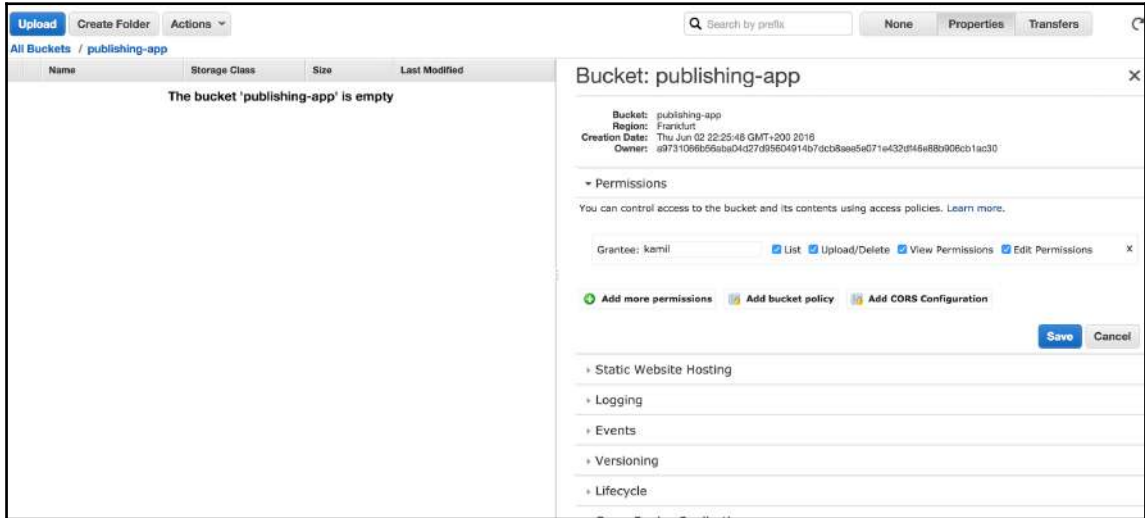 Upload Create Folder Actions Search by prefix None Properties Transfers
All Buckets / publishing-app
Name Storage Class Size Last Modified
The bucket 'publishing-app' is empty
Bucket: publishing-app
Bucket: publishing-app
Region: Frankfurt
Creation Date: Thu Jun 02 22:25:48 GMT+200 2016
Owner:
Permissions
You can control access to the bucket and its contents using access policies. Learn more.
Grantee: kamil List Upload/Delete View Permissions Edit Permissions x
Add more permissions Add bucket policy Add CORS Configuration
Save Cancel
Static Website Hosting
Logging
Events
Versioning
Lifecycle